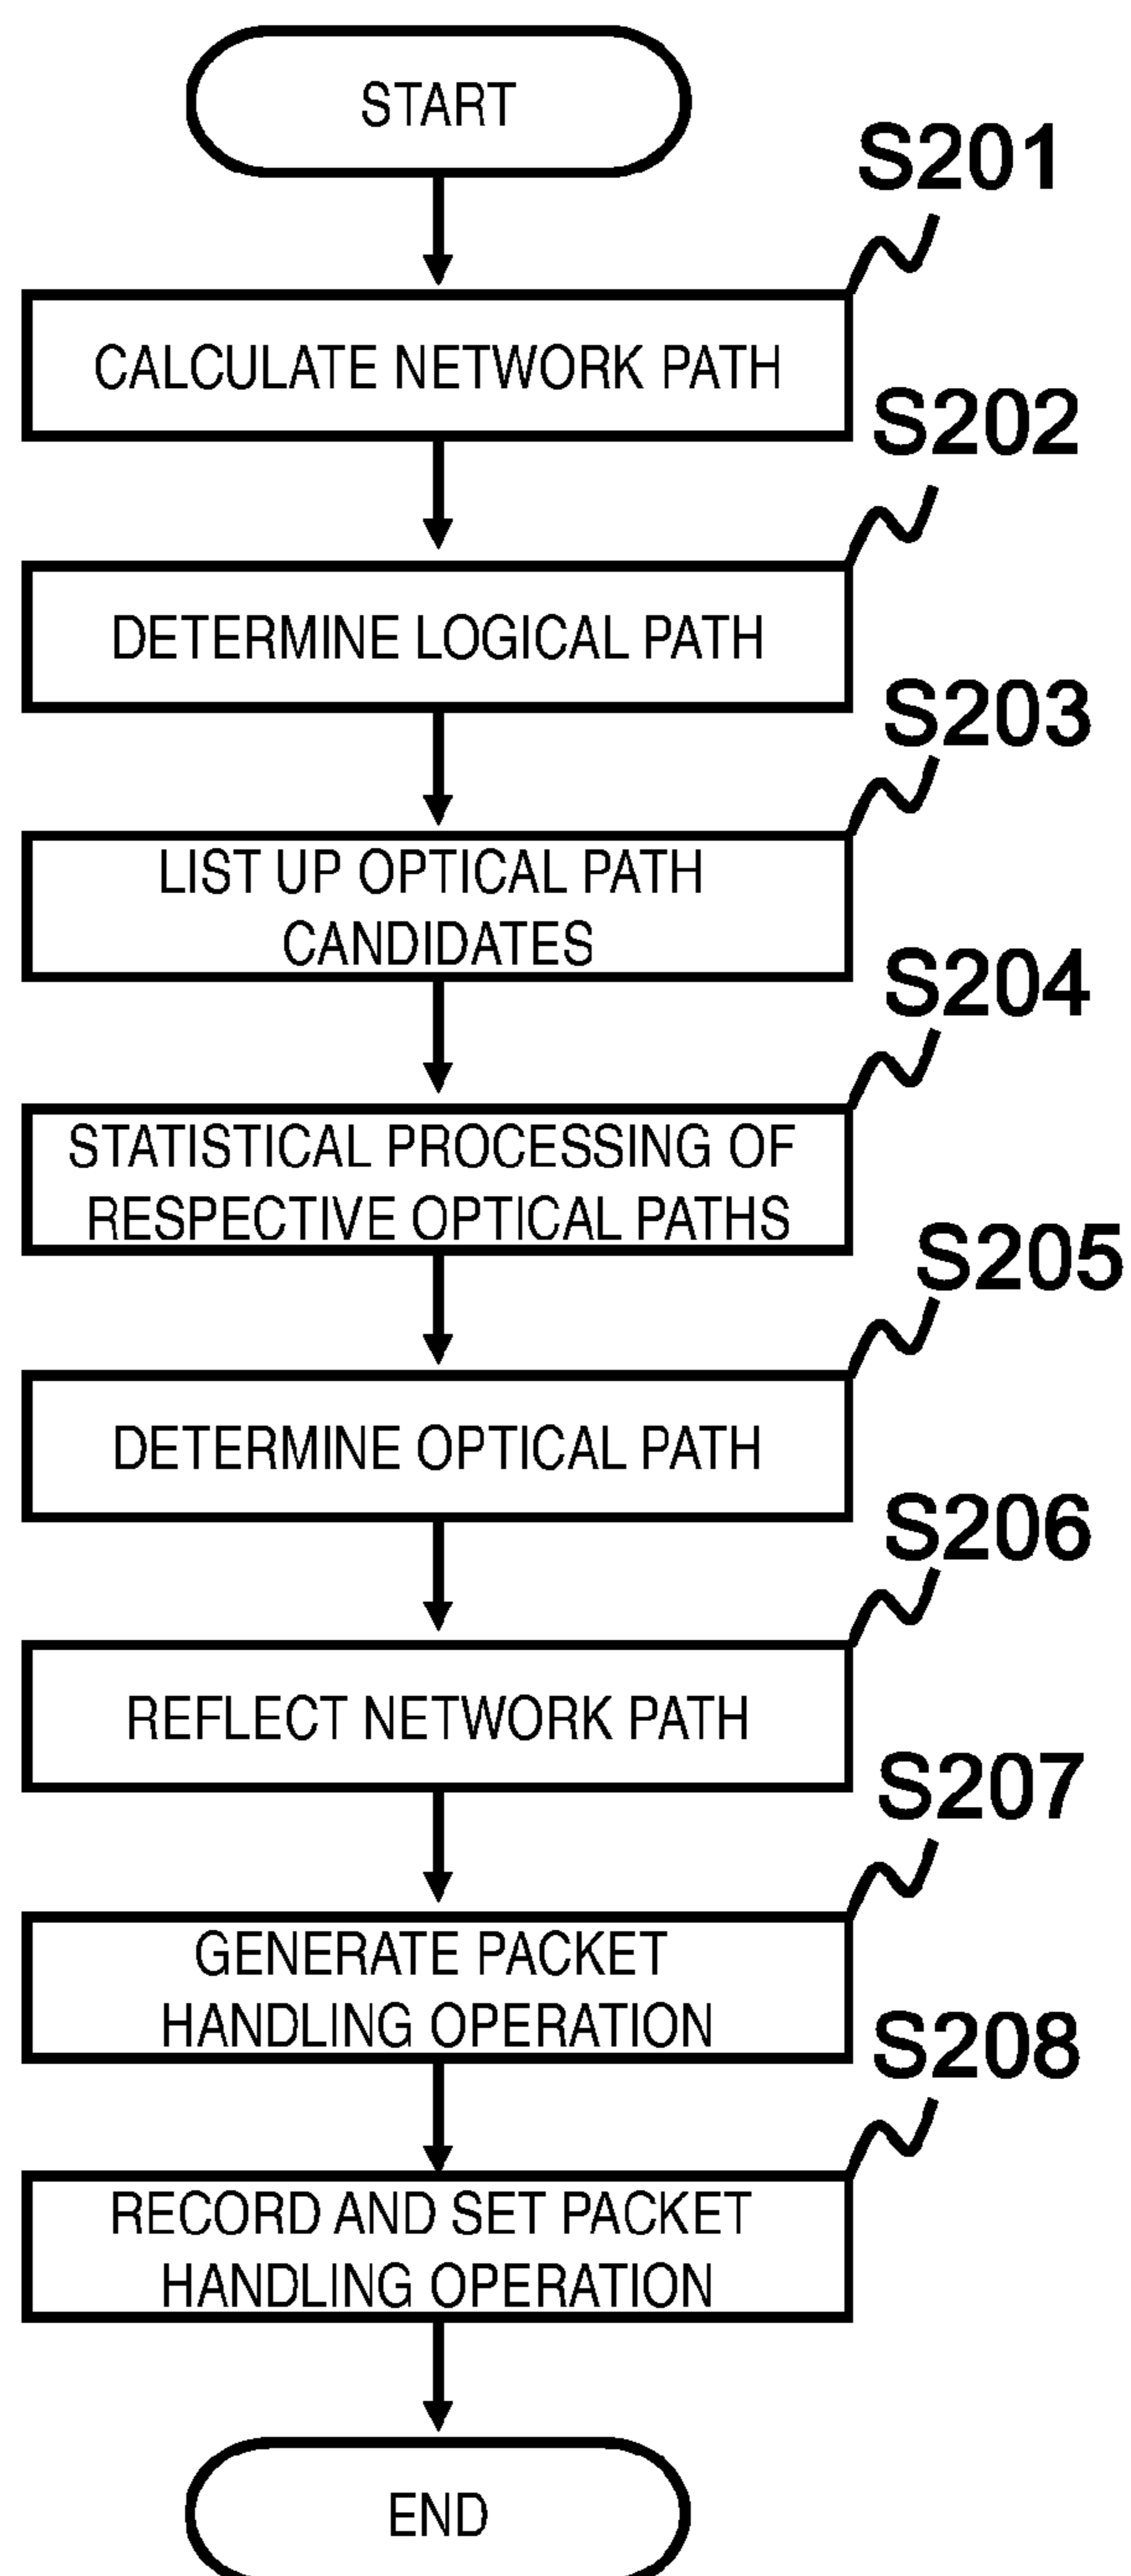 START
S201
CALCULATE NETWORK PATH
S202
DETERMINE LOGICAL PATH
S203
LIST UP OPTICAL PATH
CANDIDATES
S204
STATISTICAL PROCESSING OF
RESPECTIVE OPTICAL PATHS
S205
DETERMINE OPTICAL PATH
S206
REFLECT NETWORK PATH
S207
GENERATE PACKET
HANDLING OPERATION
S208
RECORD AND SET PACKET
HANDLING OPERATION
END